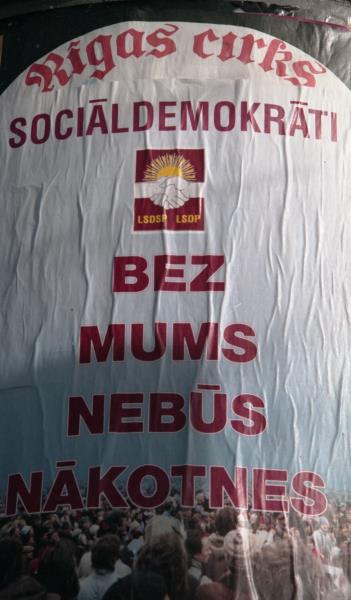 Rīgas cirks
SOCIĀLDEMOKRĀTI
LSDSP LSDP
BEZ
MUMS
NEBŪS
NĀKOTNES